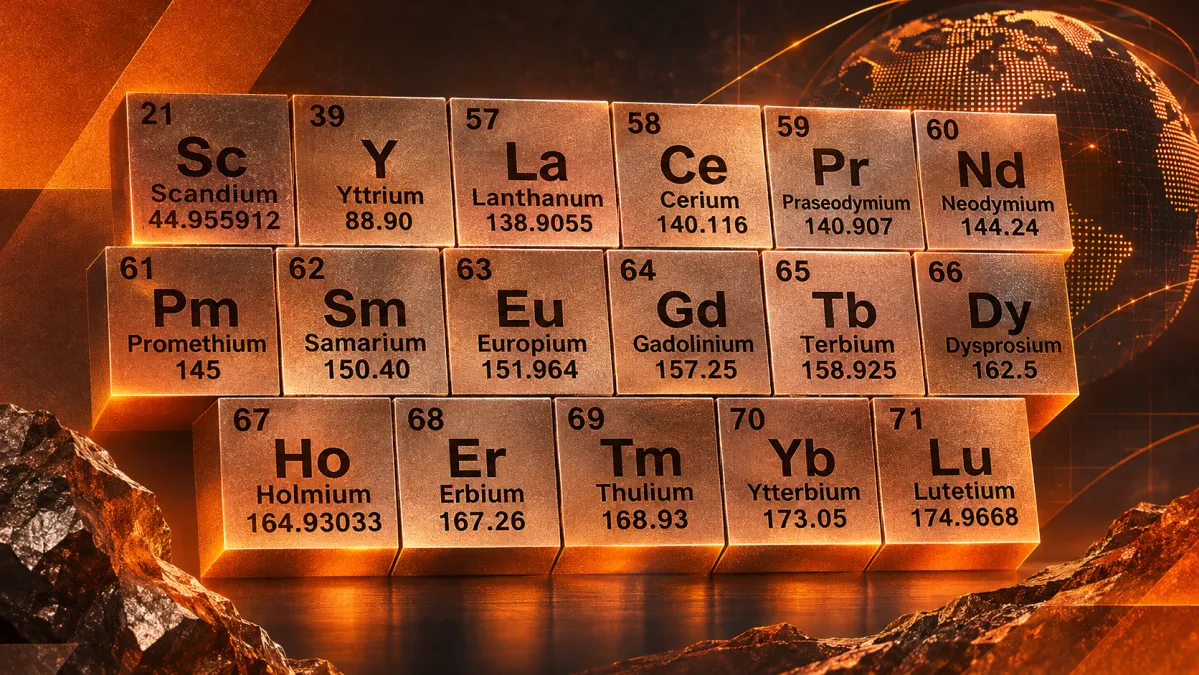 21
Sc
Scandium
44.955912
39
Y
Yttrium
88.90
57
La
Lanthanum
138.9055
58
Ce
Cerium
140.116
59
Pr
Praseodymium
140.907
60
Nd
Neodymium
144.24
61
Pm
Promethium
145
62
Sm
Samarium
150.40
63
Eu
Europium
151.964
64
Gd
Gadolinium
157.25
65
Tb
Terbium
158.925
66
Dy
Dysprosium
162.5
67
Ho
Holmium
164.93033
68
Er
Erbium
167.26
69
Tm
Thulium
168.93
70
Yb
Ytterbium
173.05
71
Lu
Lutetium
174.9668